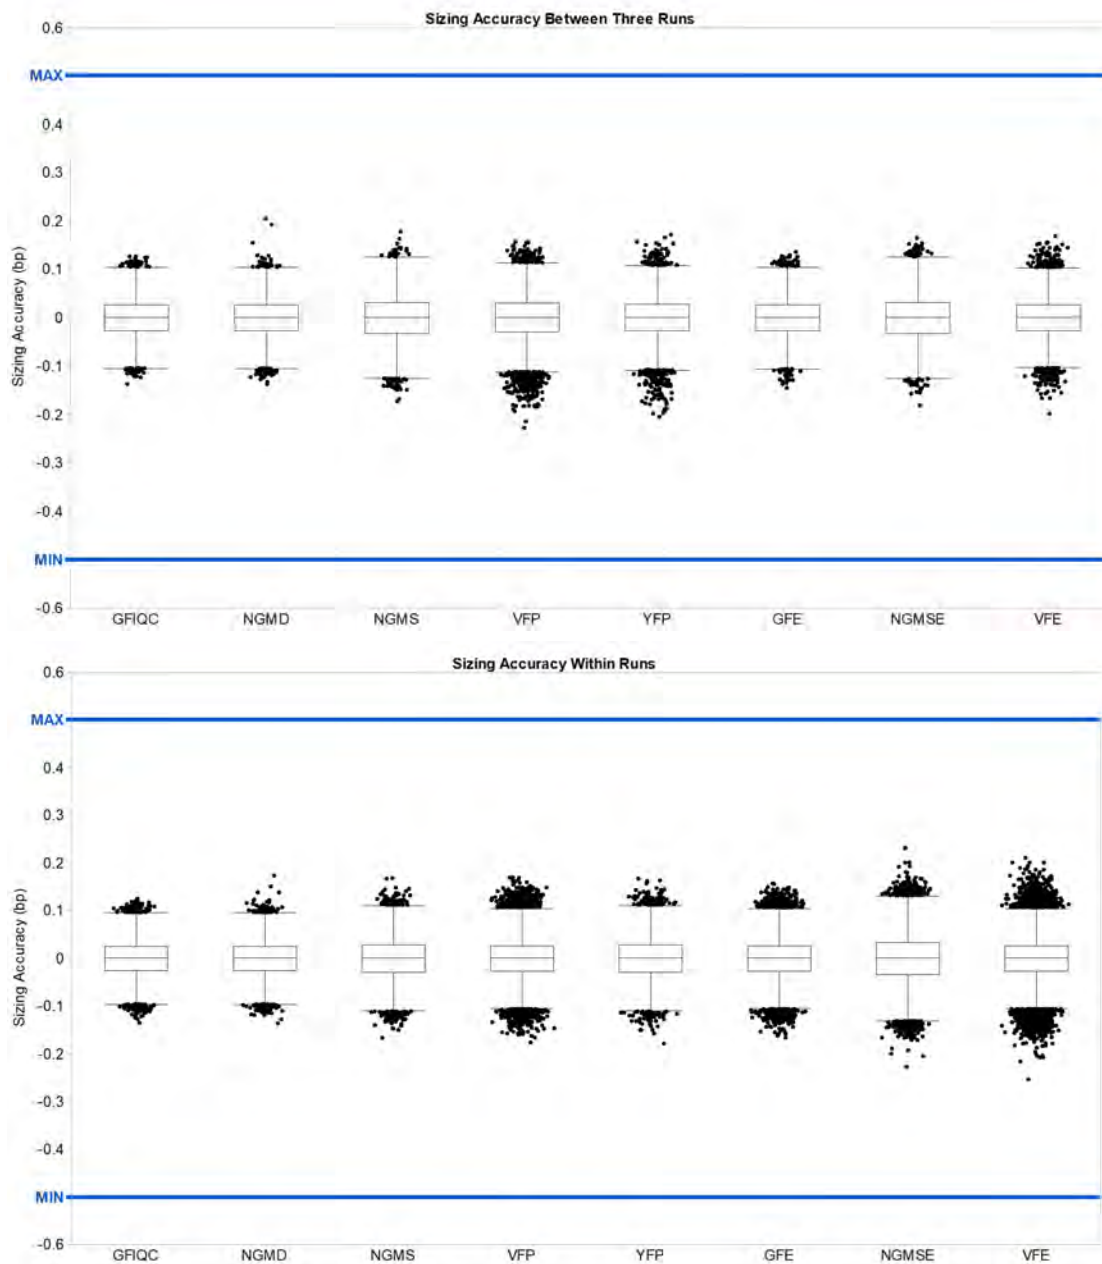 Sizing Accuracy Between Three Runs
0.6
MAX
0.4
0.3
0.2
0.1
0
-0.1
-0.2
-0.3
-0.4
MIN
-0.6
Sizing Accuracy (bp)
GFIQC NGMD NGMS VFP YFP GFE NGMSE VFE
Sizing Accuracy Within Runs
0.6
MAX
0.4
0.3
0.2
0.1
0
-0.1
-0.2
-0.3
-0.4
MIN
-0.6
Sizing Accuracy (bp)
GFIQC NGMD NGMS VFP YFP GFE NGMSE VFE